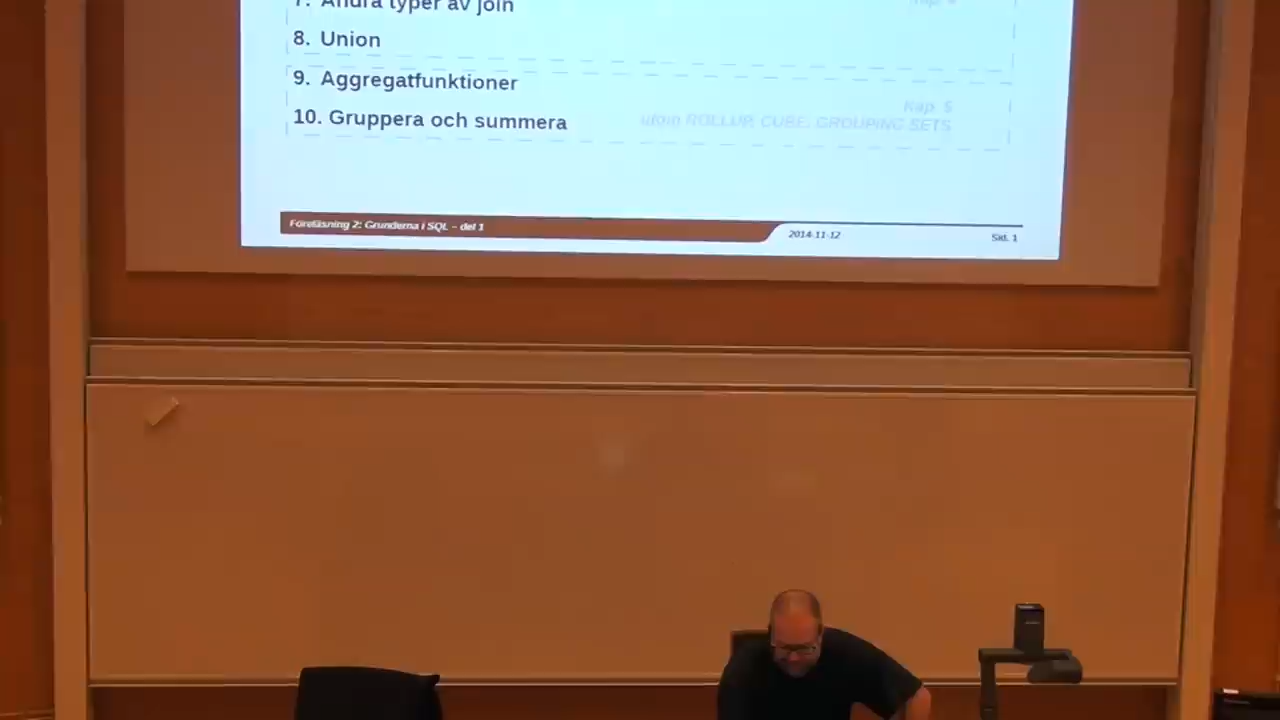 7. Andra typer av join
8. Union
9. Aggregatfunktioner
Kap. 5
10. Gruppera och summera
utom ROLLUP, CUBE, GROUPING SETS
Föreläsning 2: Grunderna i SQL – del 1
2014-11-12
Sid. 1